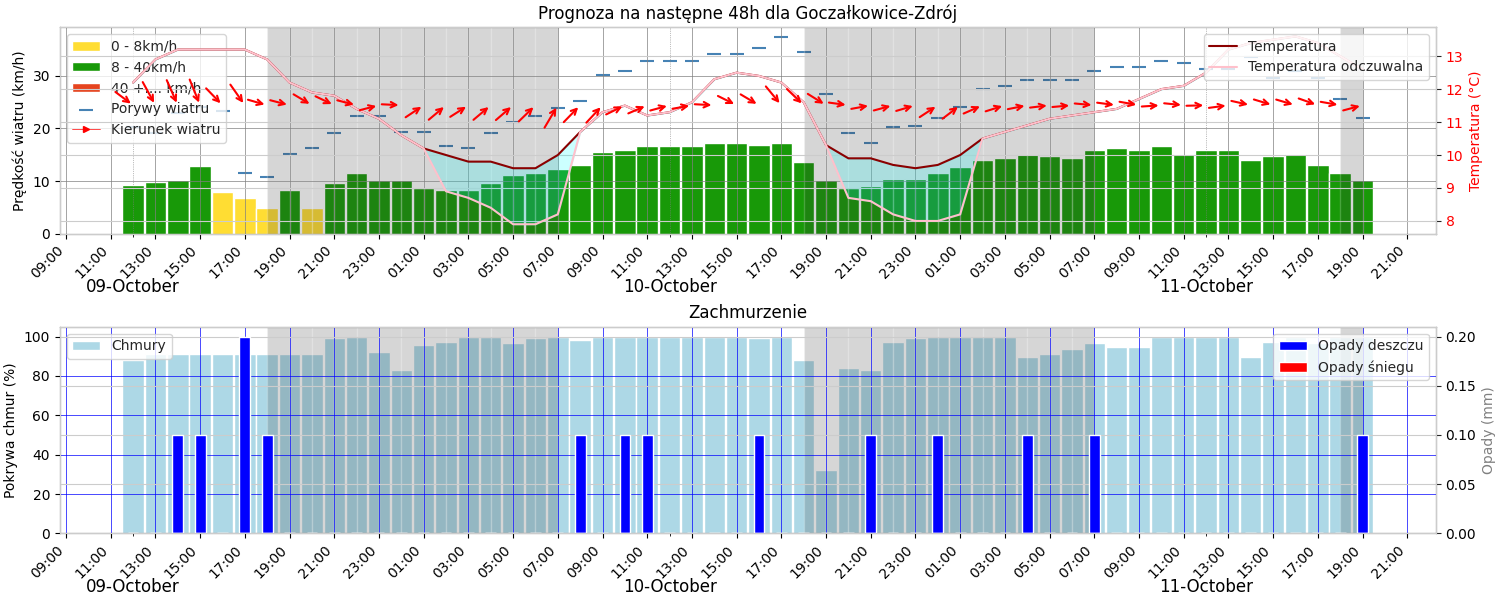 Prognoza na następne 48h dla Goczałkowice-Zdrój
Prędkość wiatru (km/h)
0 10 20 30
0 - 8km/h
8 - 40km/h
40 +... km/h
Porywy wiatru
Kierunek wiatru
Temperatura
Temperatura odczuwalna
8 9 10 11 12 13
Temperatura (°C)
09:00 11:00 13:00 15:00 17:00 19:00 21:00 23:00 01:00 03:00 05:00 07:00 09:00 11:00 13:00 15:00 17:00 19:00 21:00 23:00 01:00 03:00 05:00 07:00 09:00 11:00 13:00 15:00 17:00 19:00 21:00
09-October 10-October 11-October
Zachmurzenie
Pokrywa chmur (%)
0 20 40 60 80 100
Chmury
Opady deszczu
Opady śniegu
0.00 0.05 0.10 0.15 0.20
Opady (mm)
09:00 11:00 13:00 15:00 17:00 19:00 21:00 23:00 01:00 03:00 05:00 07:00 09:00 11:00 13:00 15:00 17:00 19:00 21:00 23:00 01:00 03:00 05:00 07:00 09:00 11:00 13:00 15:00 17:00 19:00 21:00
09-October 10-October 11-October